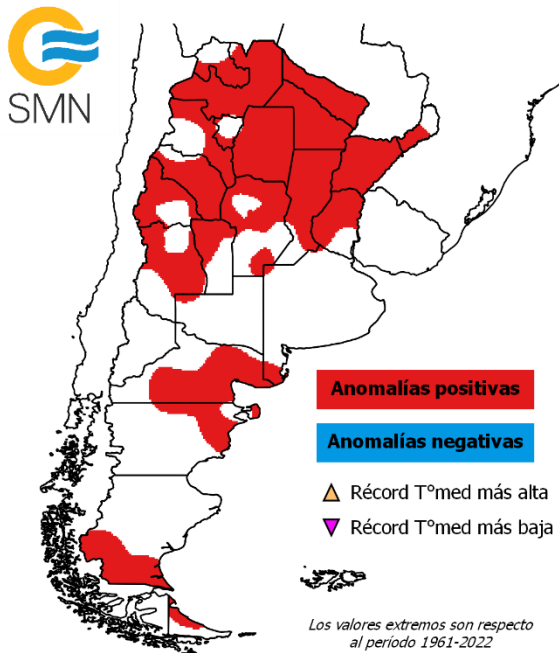 SMN
Anomalías positivas
Anomalías negativas
Récord T°med más alta
Récord T°med más baja
Los valores extremos son respecto
al período 1961-2022